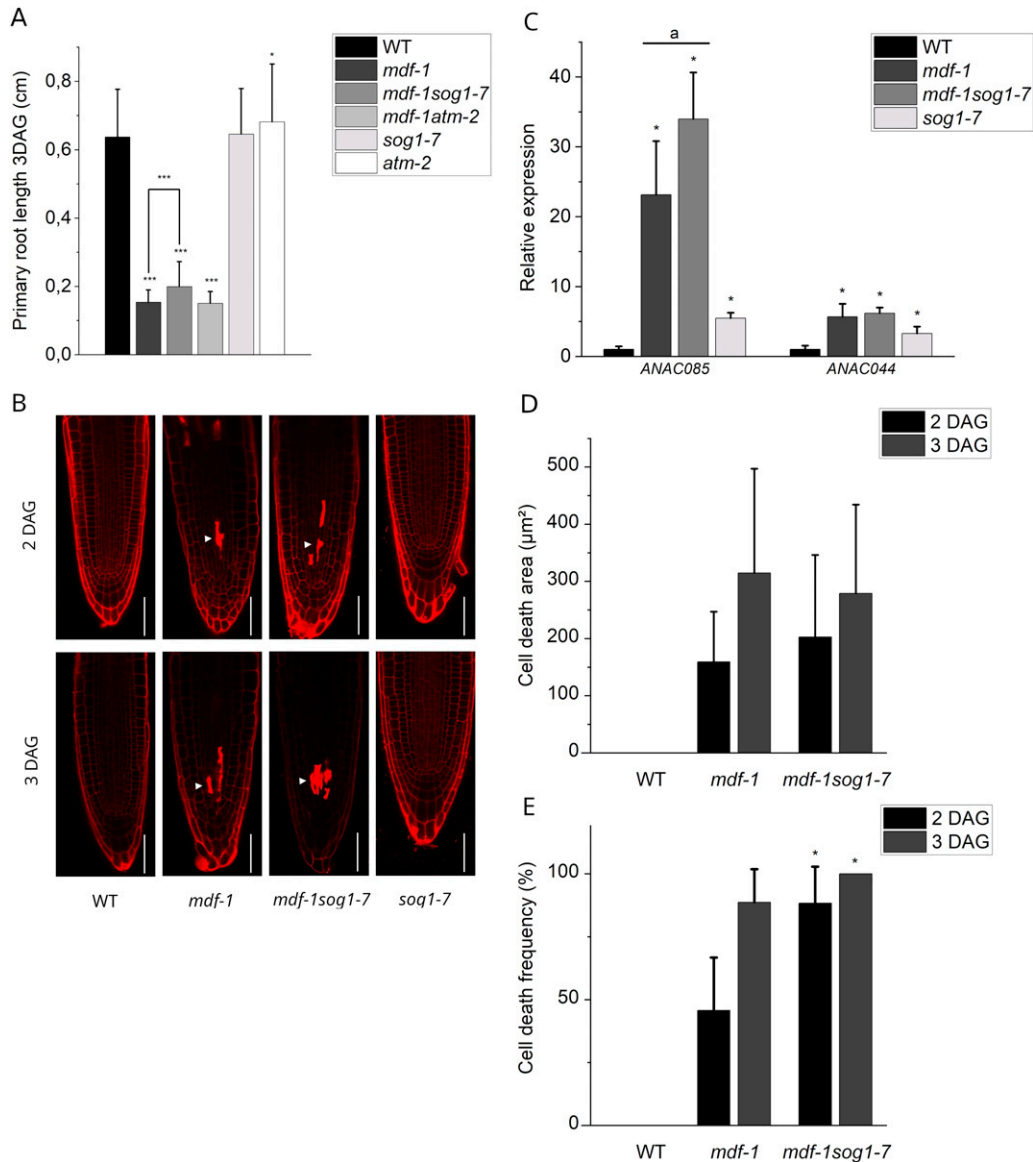 A
Primary root length 3DAG (cm)
0,8
0,6
0,4
0,2
0,0
***
***
***
***
*
WT
mdf-1
mdf-1sog1-7
mdf-1atm-2
sog1-7
atm-2
B
2 DAG
3 DAG
WT
mdf-1
mdf-1sog1-7
sog1-7
C
Relative expression
40
30
20
10
0
a
*
*
*
*
*
*
ANAC085
ANAC044
WT
mdf-1
mdf-1sog1-7
sog1-7
D
Cell death area (µm²)
500
400
300
200
100
0
WT
mdf-1
mdf-1sog1-7
2 DAG
3 DAG
E
Cell death frequency (%)
100
50
0
*
*
WT
mdf-1
mdf-1sog1-7
2 DAG
3 DAG